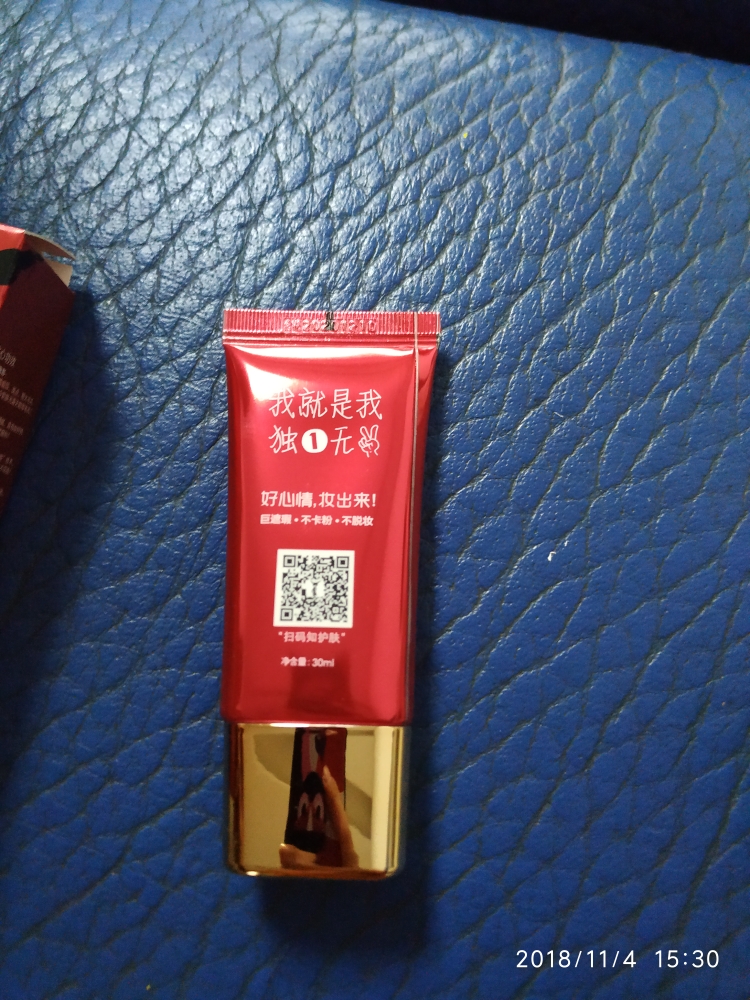 20201210
我就是我
独1无✌
好心情,妆出来!
巨遮瑕•不卡粉•不脱妆
"扫码知护肤"
净含量:30ml
2018/11/4 15:30